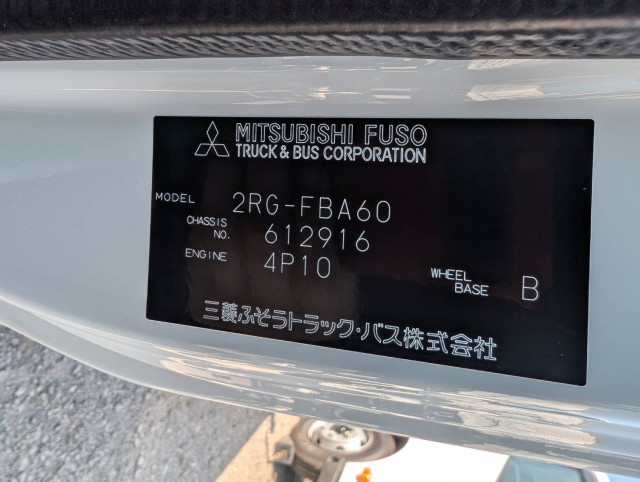 MITSUBISHI FUSO
TRUCK & BUS CORPORATION
MODEL 2RG-FBA60
CHASSIS NO. 612916
ENGINE 4P10
WHEEL BASE B
三菱ふそうトラック・バス株式会社